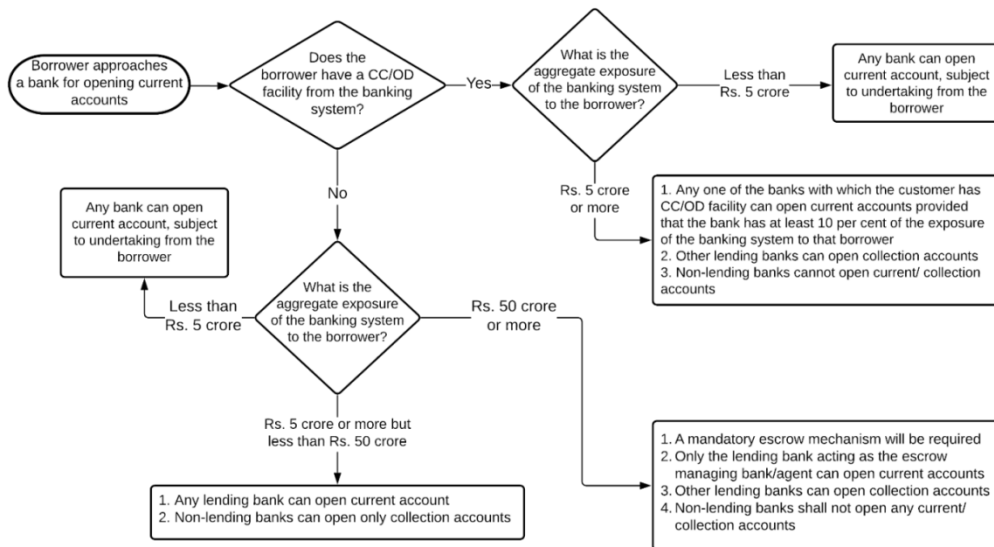 Borrower approaches
a bank for opening current
accounts
Does the
borrower have a CC/OD
facility from the banking
system?
Yes
What is the
aggregate exposure
of the banking system
to the borrower?
Less than
Rs. 5 crore
Any bank can open
current account, subject
to undertaking from the
borrower
Rs. 5 crore
or more
1. Any one of the banks with which the customer has
CC/OD facility can open current accounts provided
that the bank has at least 10 per cent of the exposure
of the banking system to that borrower
2. Other lending banks can open collection accounts
3. Non-lending banks cannot open current/ collection
accounts
No
Any bank can open
current account, subject
to undertaking from the
borrower
Less than
Rs. 5 crore
What is the
aggregate exposure
of the banking system
to the borrower?
Rs. 50 crore
or more
Rs. 5 crore or more but
less than Rs. 50 crore
1. Any lending bank can open current account
2. Non-lending banks can open only collection accounts
1. A mandatory escrow mechanism will be required
2. Only the lending bank acting as the escrow
managing bank/agent can open current accounts
3. Other lending banks can open collection accounts
4. Non-lending banks shall not open any current/
collection accounts